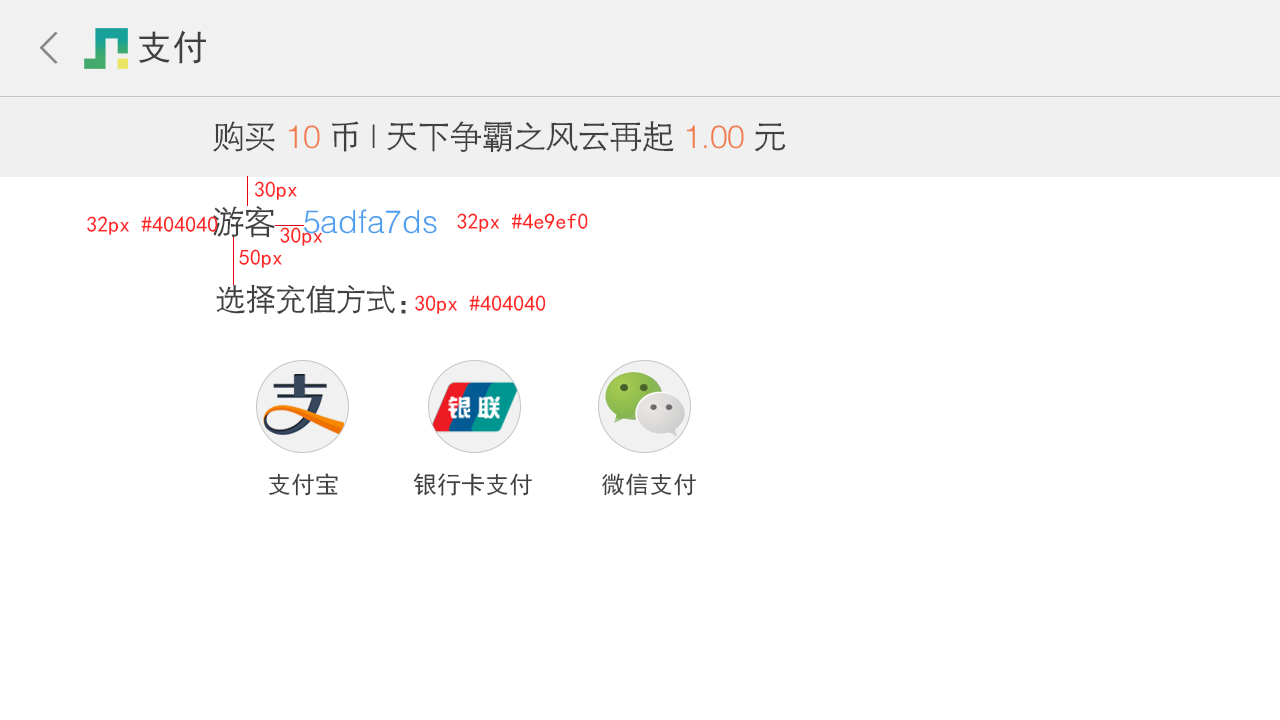 支付
购买 10 币 | 天下争霸之风云再起 1.00 元
30px
32px #404040 游客 5adfa7ds 32px #4e9ef0
30px
50px
选择充值方式: 30px #404040
支 银联
支付宝 银行卡支付 微信支付